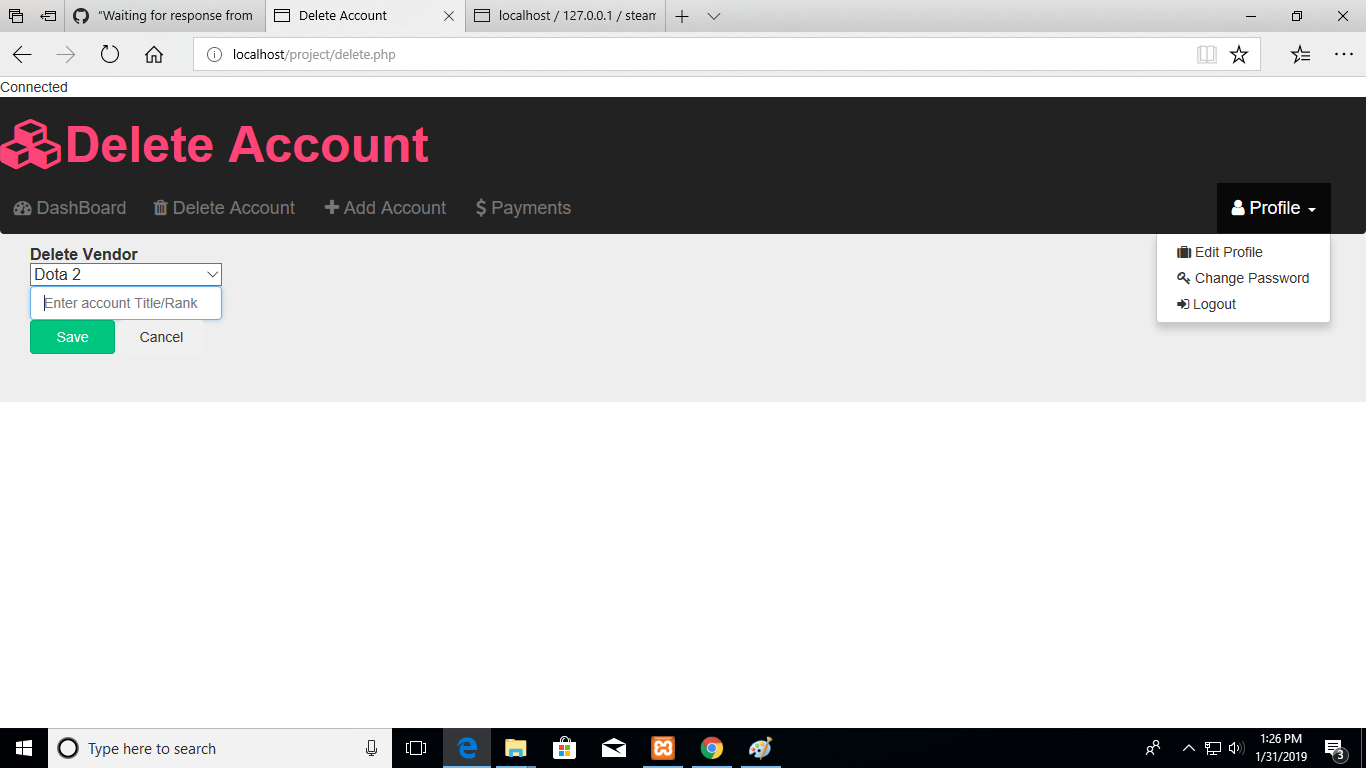 "Waiting for response from
Delete Account
localhost / 127.0.0.1 / steam
localhost/project/delete.php
Connected
Delete Account
DashBoard
Delete Account
Add Account
$ Payments
Profile
Delete Vendor
Dota 2
Enter account Title/Rank
Save
Cancel
Edit Profile
Change Password
Logout
Type here to search
1:26 PM
1/31/2019
3